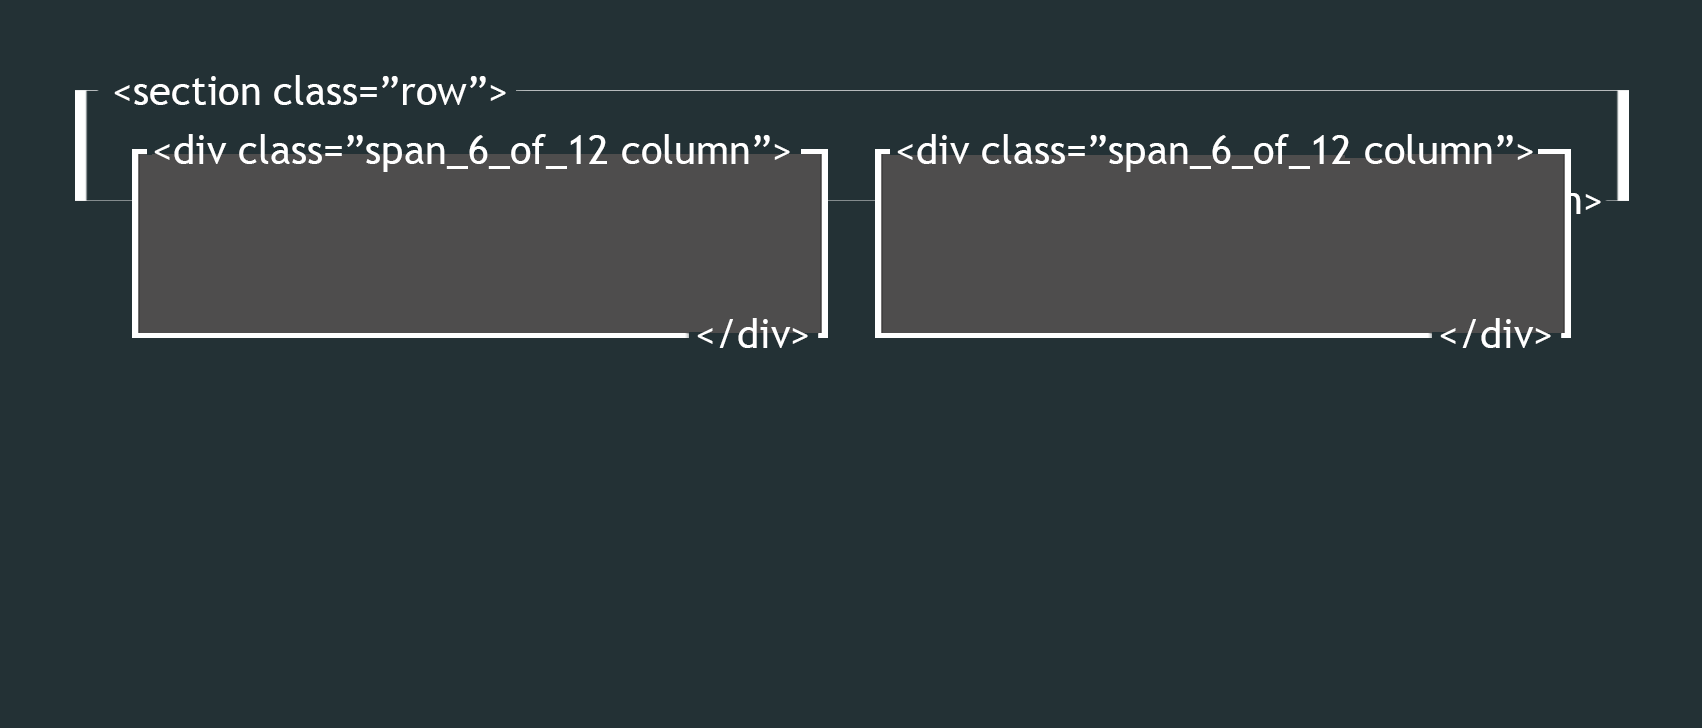 <section class=”row”>
<div class=”span_6_of_12 column”>
<div class=”span_6_of_12 column”>
n>
</div>
</div>